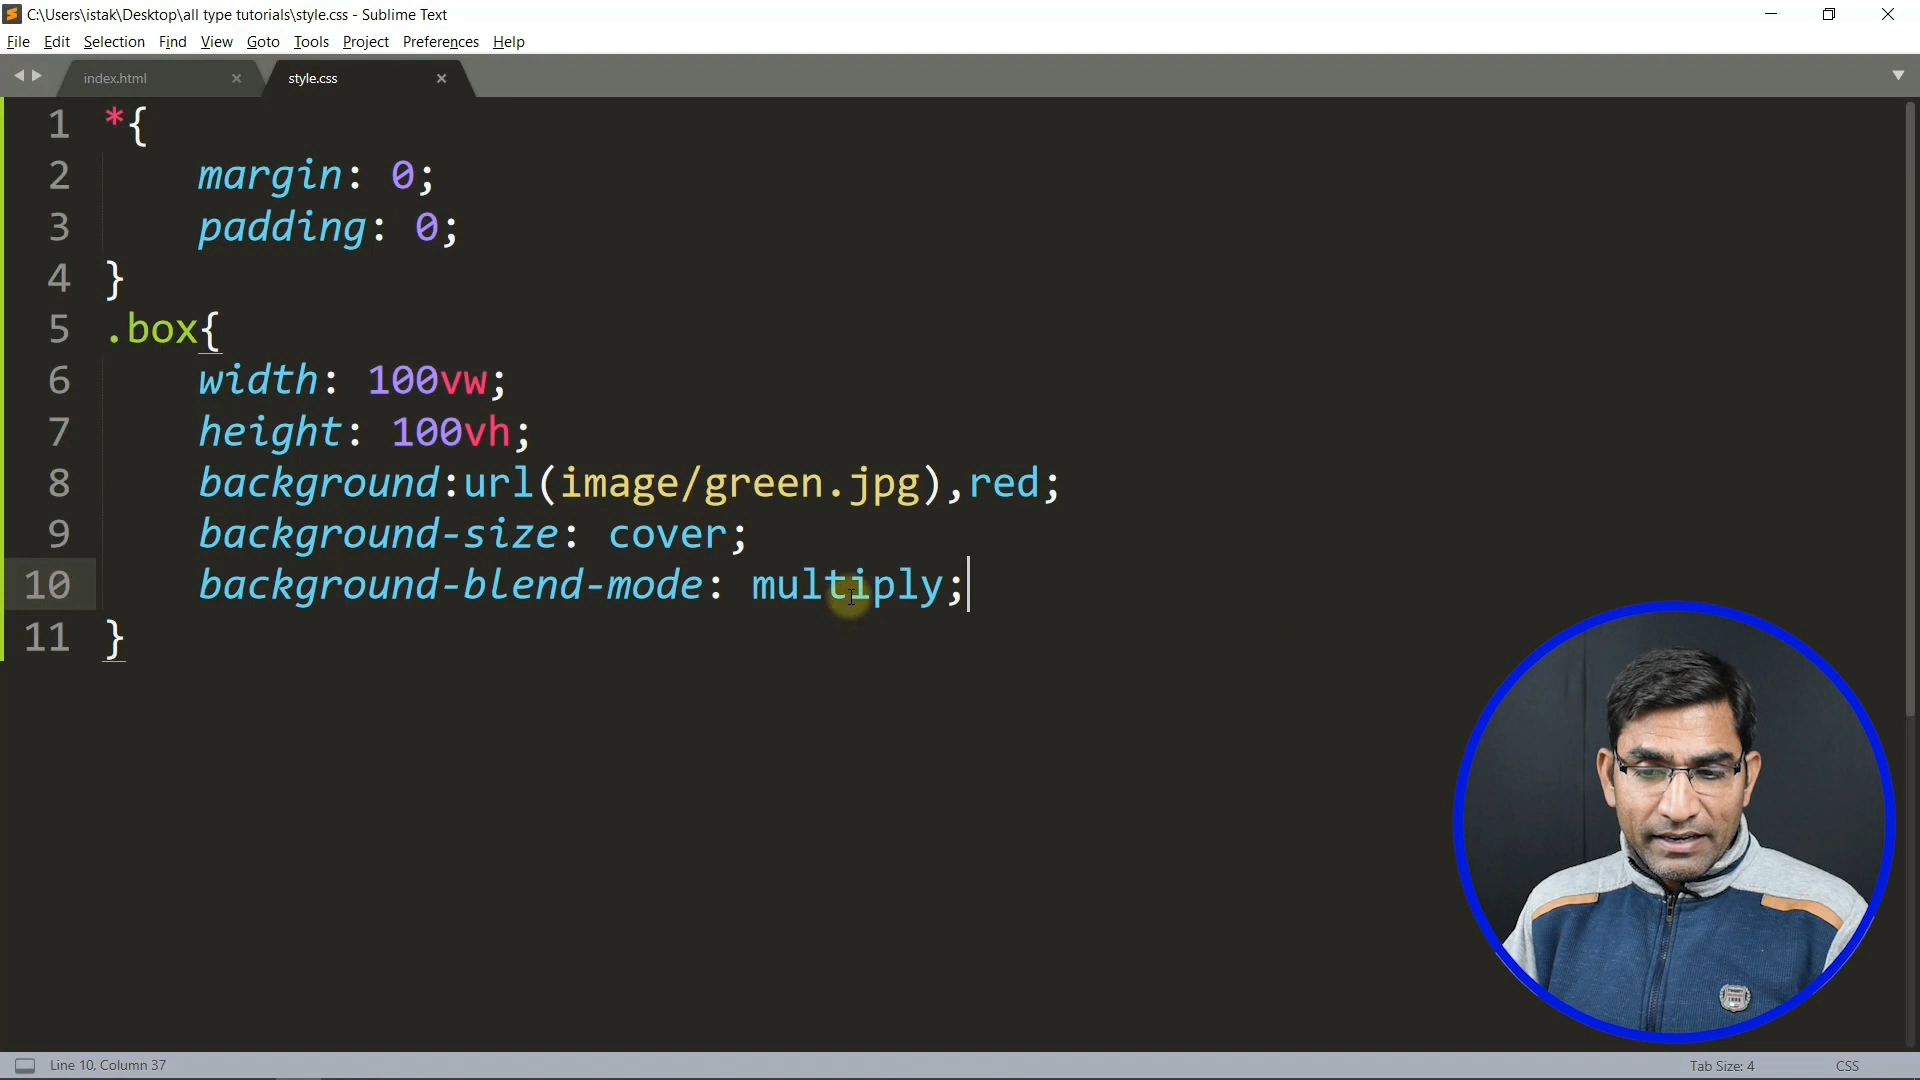 C:\Users\istak\Desktop\all type tutorials\style.css - Sublime Text
File Edit Selection Find View Goto Tools Project Preferences Help
index.html style.css
1 *{
2 margin: 0;
3 padding: 0;
4 }
5 .box{
6 width: 100vw;
7 height: 100vh;
8 background:url(image/green.jpg),red;
9 background-size: cover;
10 background-blend-mode: multiply;
11 }
Line 10, Column 37 Tab Size: 4 CSS